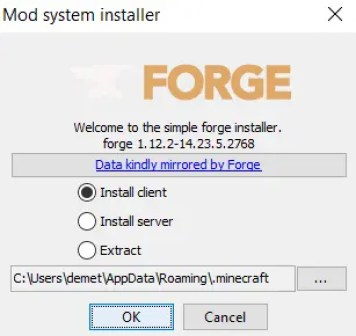 Mod system installer
FORGE
Welcome to the simple forge installer.
forge 1.12.2-14.23.5.2768
Data kindly mirrored by Forge
Install client
Install server
Extract
C:\Users\demet\AppData\Roaming\.minecraft
...
OK
Cancel